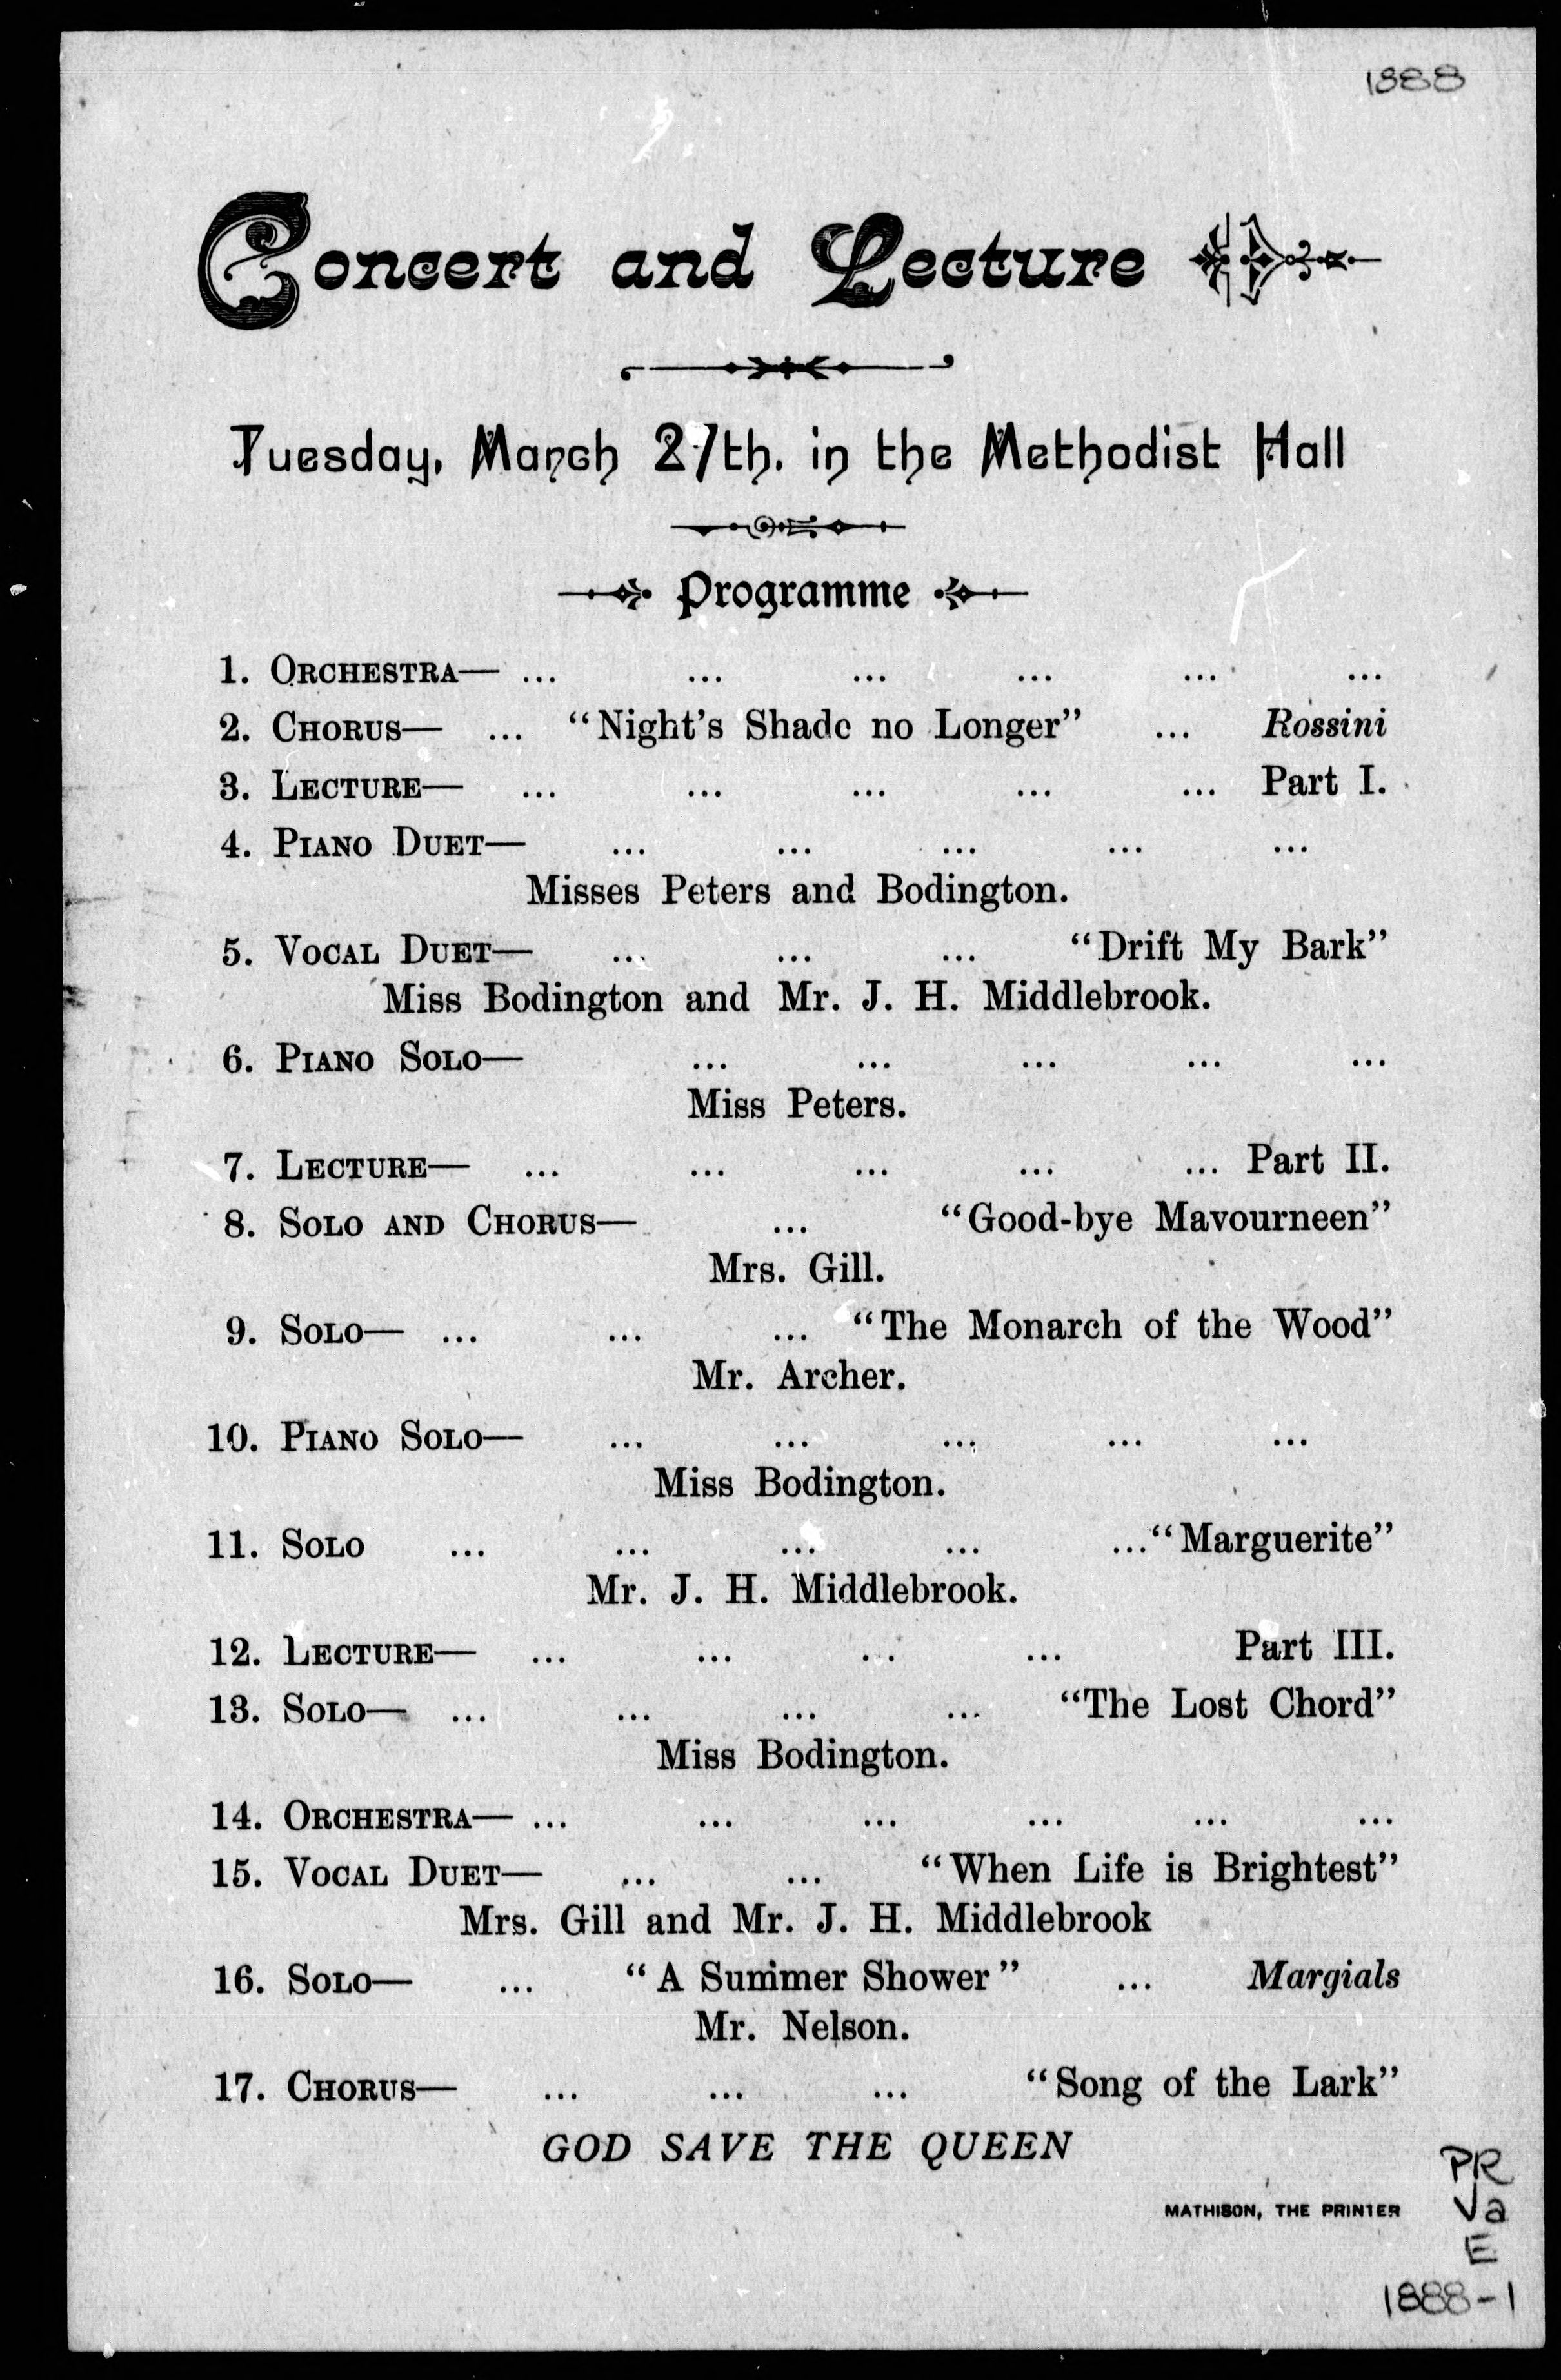 1888
Concert and Lecture
Tuesday, March 27th, in the Methodist Hall
Programme
1. ORCHESTRA— ... ... ... ... ... ...
2. CHORUS— ... "Night's Shade no Longer" ... Rossini
3. LECTURE— ... ... ... ... ... Part I.
4. PIANO DUET— ... ... ... ... ...
Misses Peters and Bodington.
5. VOCAL DUET— ... ... ... "Drift My Bark"
Miss Bodington and Mr. J. H. Middlebrook.
6. PIANO SOLO— ... ... ... ... ...
Miss Peters.
7. LECTURE— ... ... ... ... ... Part II.
8. SOLO AND CHORUS— ... "Good-bye Mavourneen"
Mrs. Gill.
9. SOLO— ... ... ... "The Monarch of the Wood"
Mr. Archer.
10. PIANO SOLO— ... ... ... ... ...
Miss Bodington.
11. SOLO ... ... ... ... ..."Marguerite"
Mr. J. H. Middlebrook.
12. LECTURE— ... ... ... ... Part III.
13. SOLO— ... ... ... ... "The Lost Chord"
Miss Bodington.
14. ORCHESTRA— ... ... ... ... ... ...
15. VOCAL DUET— ... ... "When Life is Brightest"
Mrs. Gill and Mr. J. H. Middlebrook
16. SOLO— ... "A Summer Shower" ... Margials
Mr. Nelson.
17. CHORUS— ... ... ... "Song of the Lark"
GOD SAVE THE QUEEN
MATHISON, THE PRINTER
PR
Va
E
1888-1